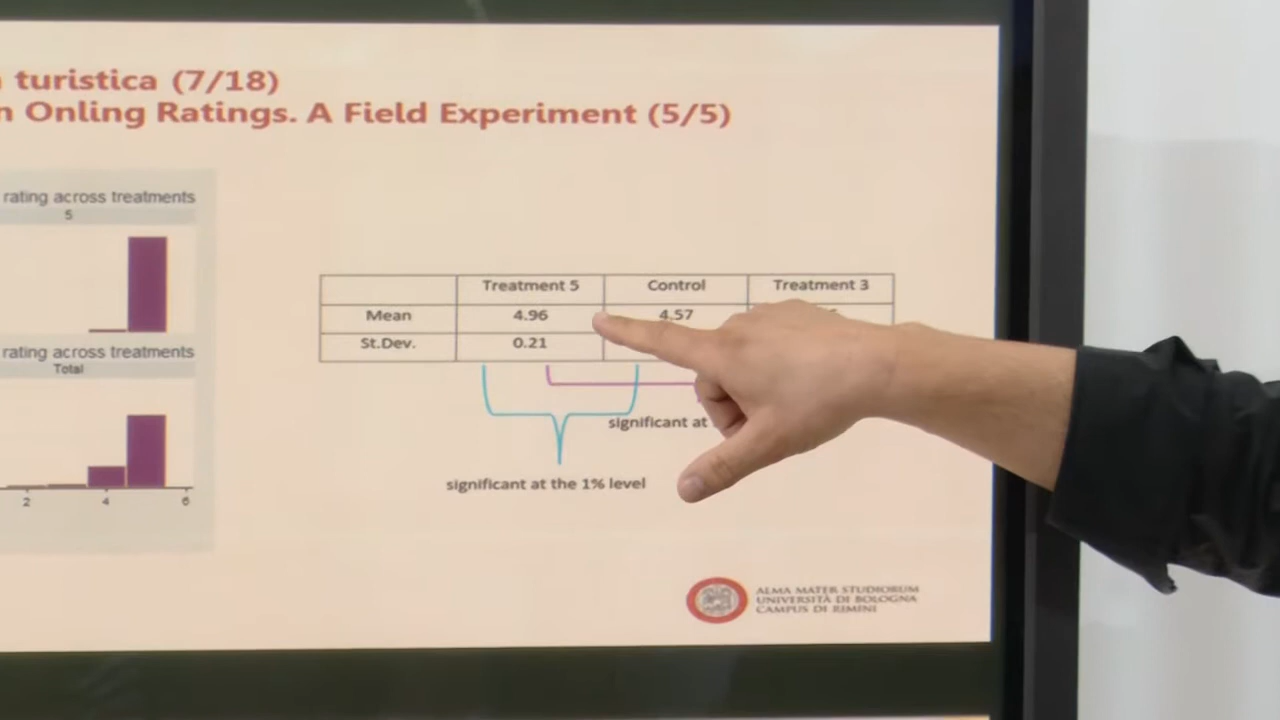 turistica (7/18)
Onling Ratings. A Field Experiment (5/5)
rating across treatments
5
rating across treatments
Total
2 4 6
Treatment 5 Control Treatment 3
Mean 4.96 4.57
St.Dev. 0.21
significant at
significant at the 1% level
ALMA MATER STUDIORUM
UNIVERSITÀ DI BOLOGNA
CAMPUS DI RIMINI